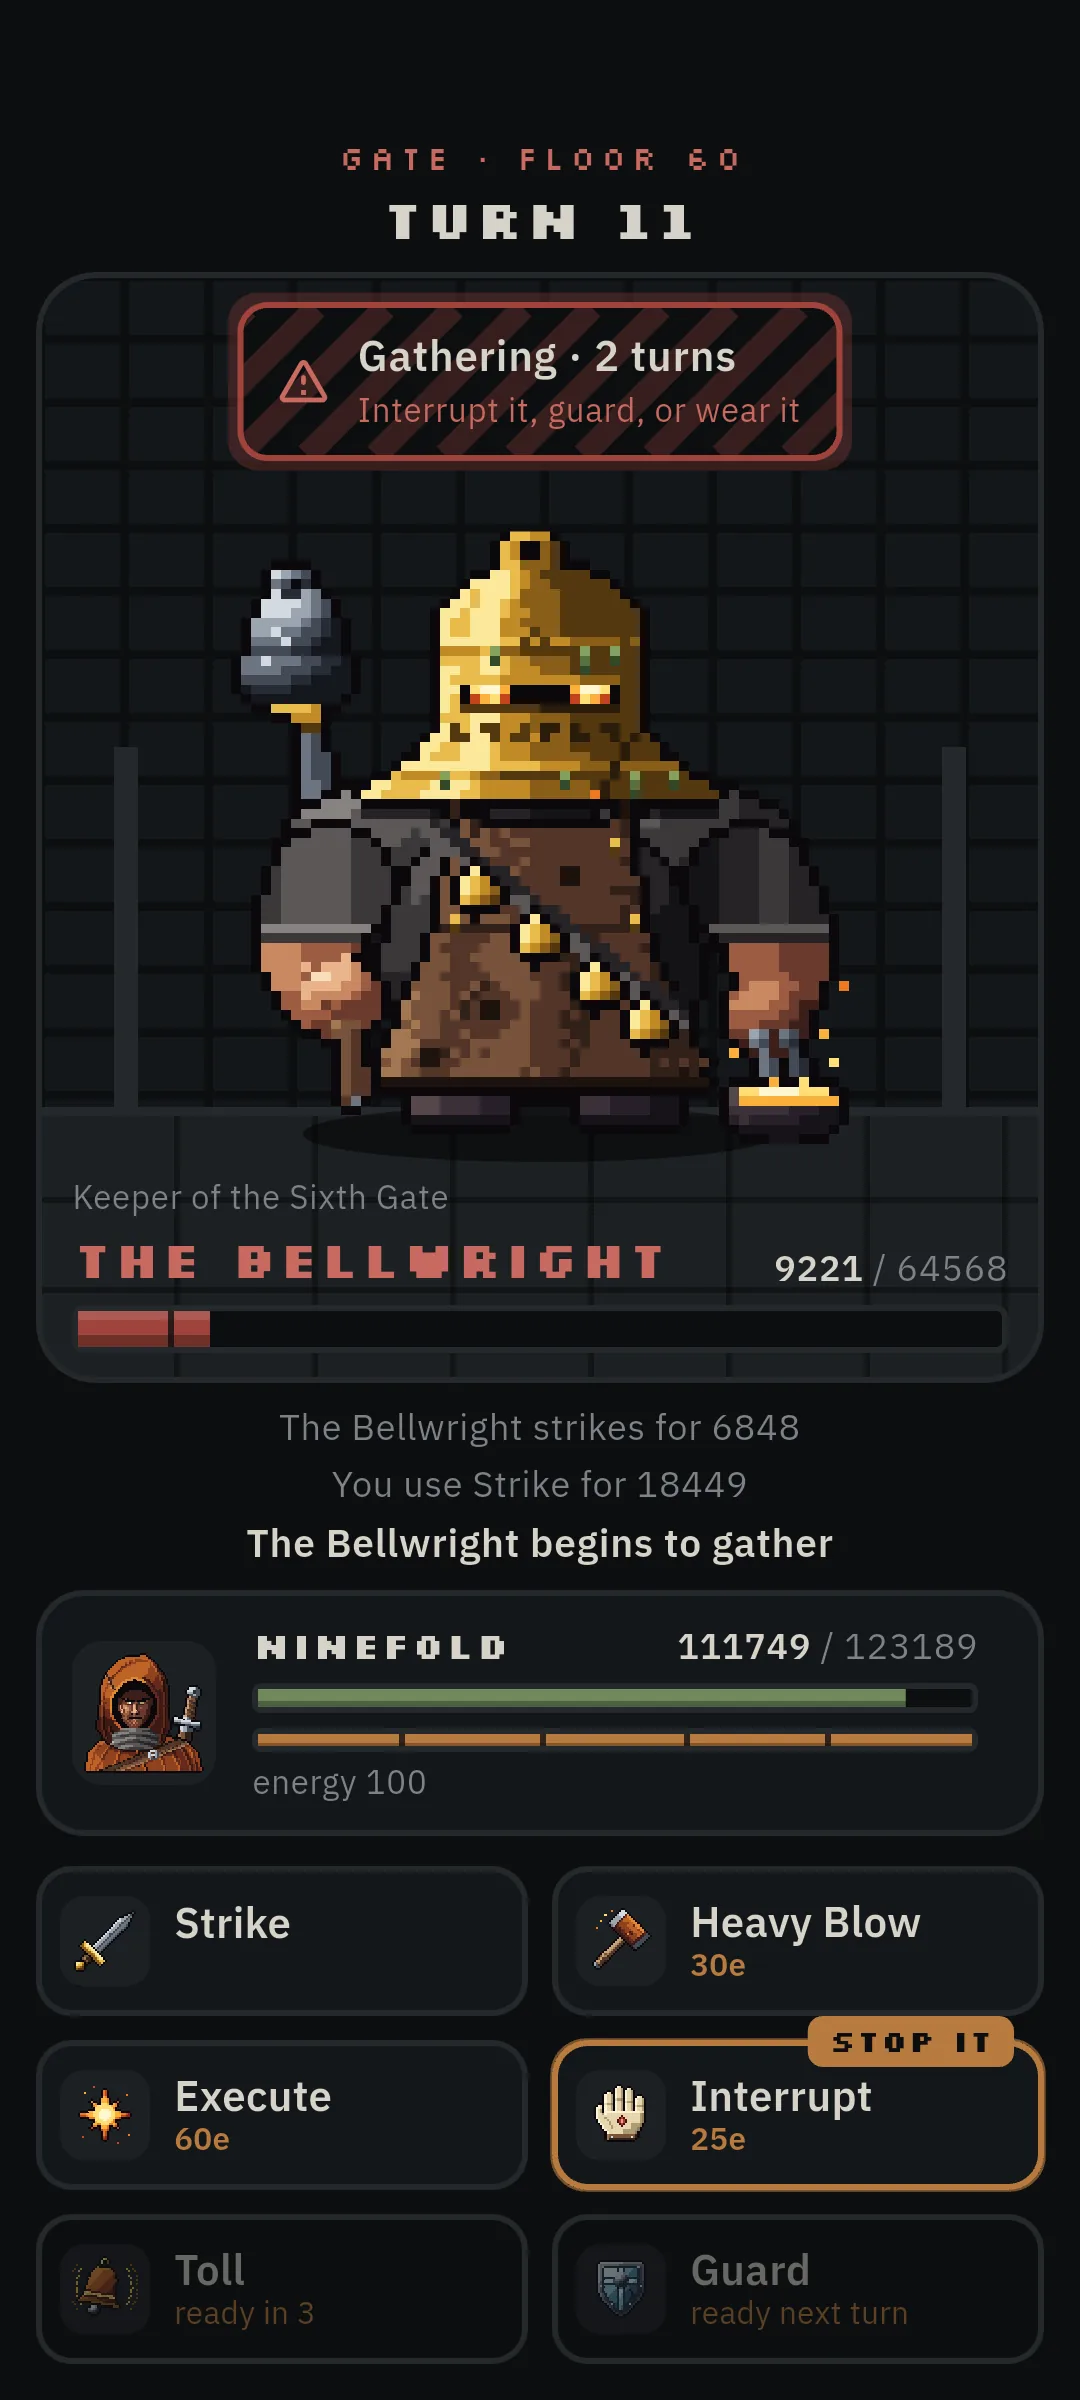 GATE · FLOOR 60
TURN 11
Gathering · 2 turns
Interrupt it, guard, or wear it
Keeper of the Sixth Gate
THE BELLWRIGHT
9221 / 64568
The Bellwright strikes for 6848
You use Strike for 18449
The Bellwright begins to gather
NINEFOLD
111749 / 123189
energy 100
Strike
Heavy Blow
30e
STOP IT
Execute
60e
Interrupt
25e
Toll
ready in 3
Guard
ready next turn